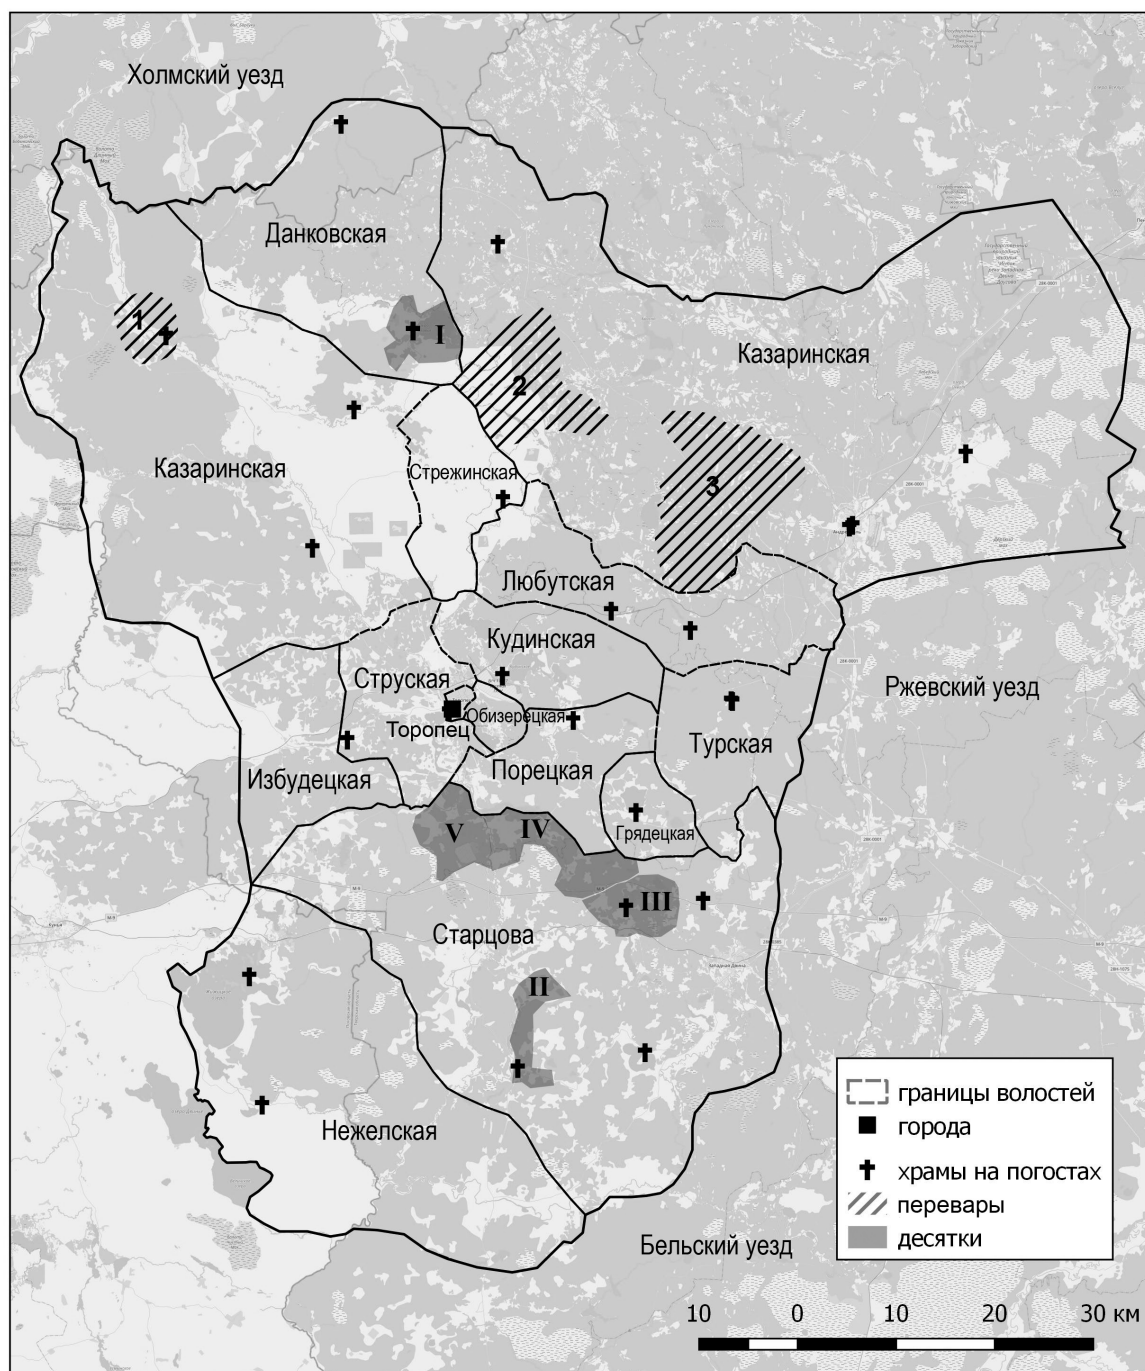 Холмский уезд
Данковская
I
1
2
Казаринская
Казаринская
Стрежинская
3
Любутская
Кудинская
Струская
Ржевский уезд
Обизерецкая
Торопец
Турская
Избудецкая
Порецкая
V
IV
Грядецкая
III
Старцова
II
Нежелская
Бельский уезд
границы волостей
города
храмы на погостах
перевары
десятки
10 0 10 20 30 км